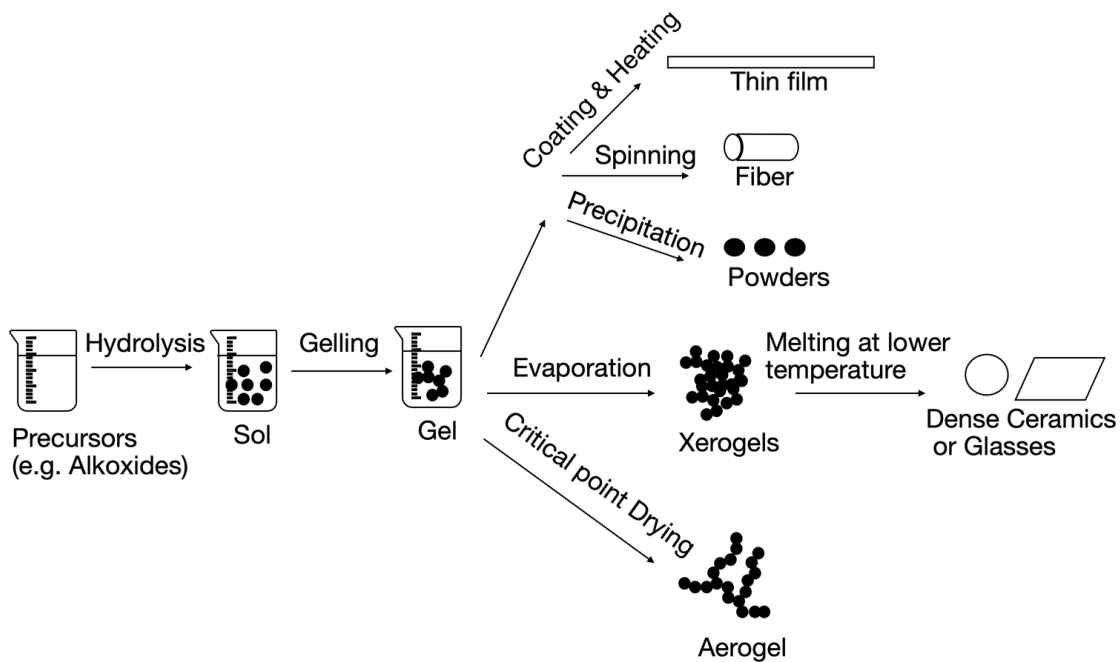 Coating & Heating
Thin film
Spinning
Fiber
Precipitation
Powders
Hydrolysis
Gelling
Evaporation
Melting at lower
temperature
Precursors
(e.g. Alkoxides)
Sol
Gel
Xerogels
Dense Ceramics
or Glasses
Critical point Drying
Aerogel